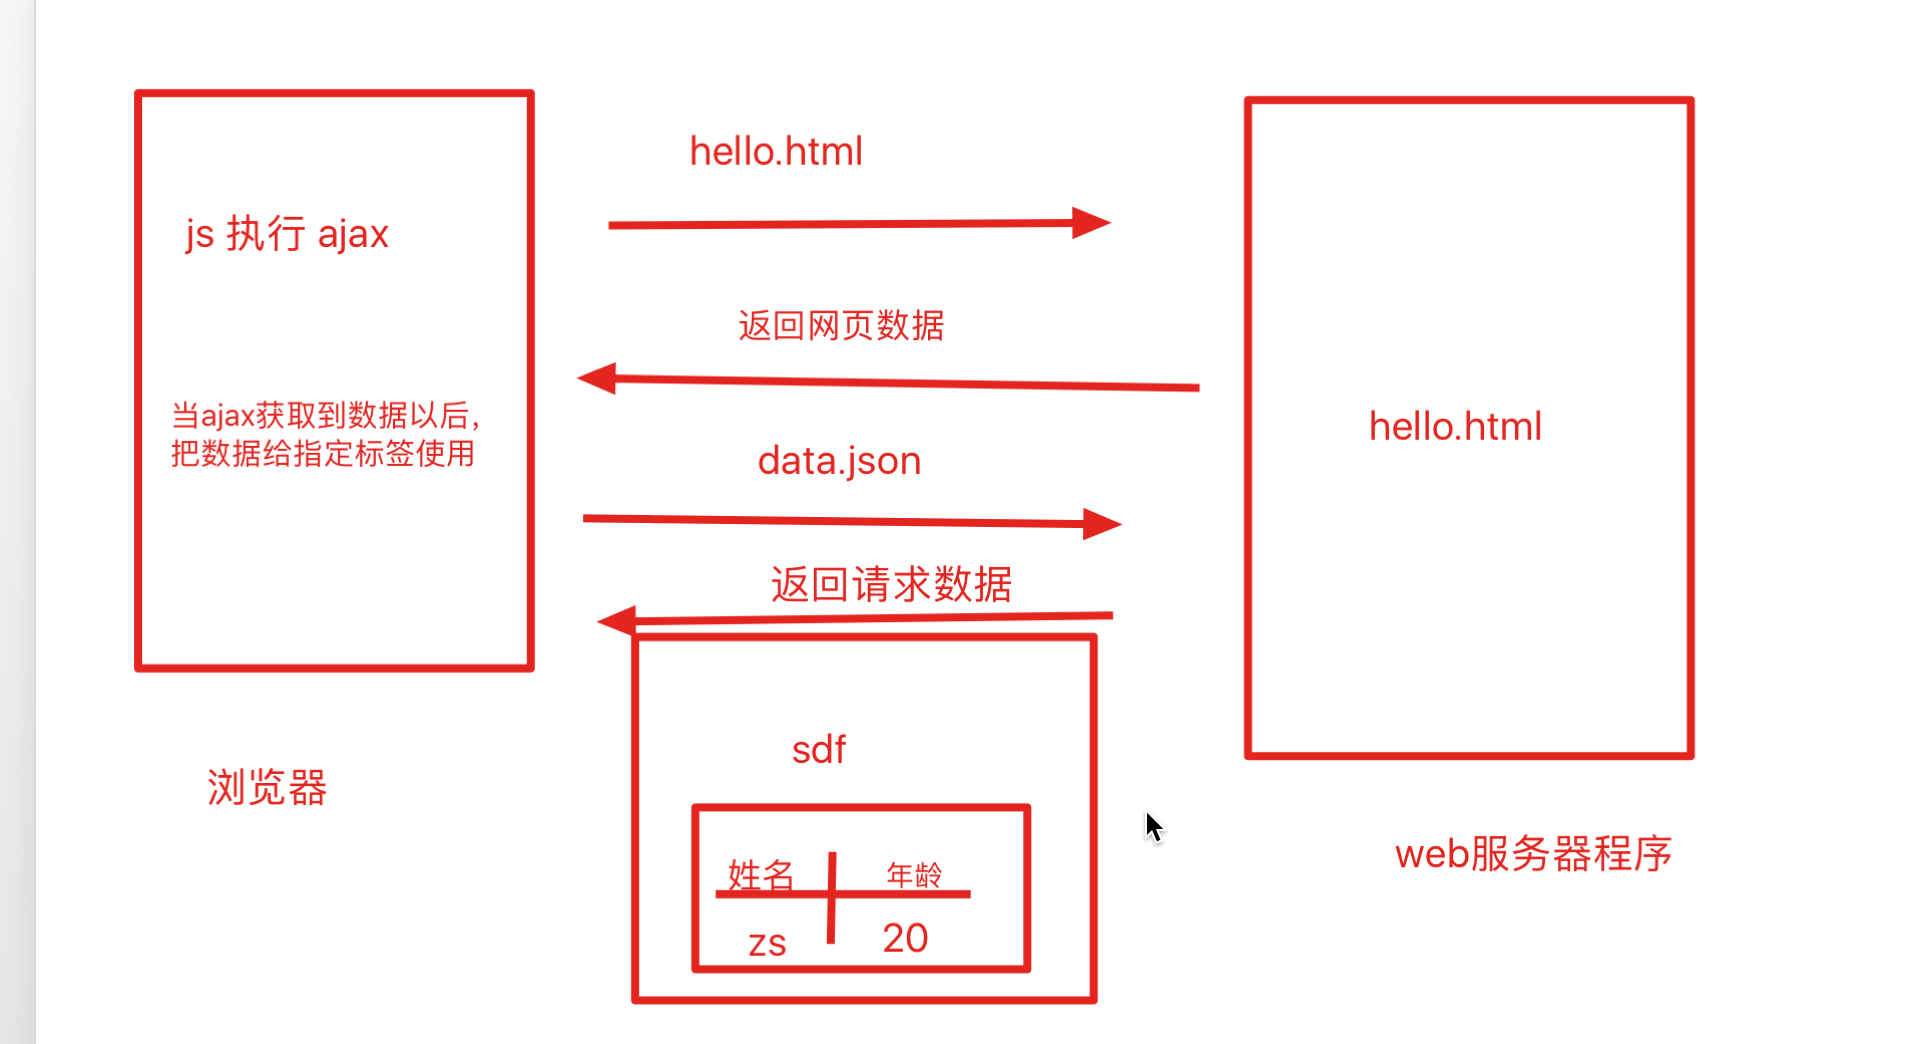 js 执行 ajax
当ajax获取到数据以后,
把数据给指定标签使用
浏览器
hello.html
返回网页数据
data.json
返回请求数据
sdf
姓名 年龄
zs 20
hello.html
web服务器程序